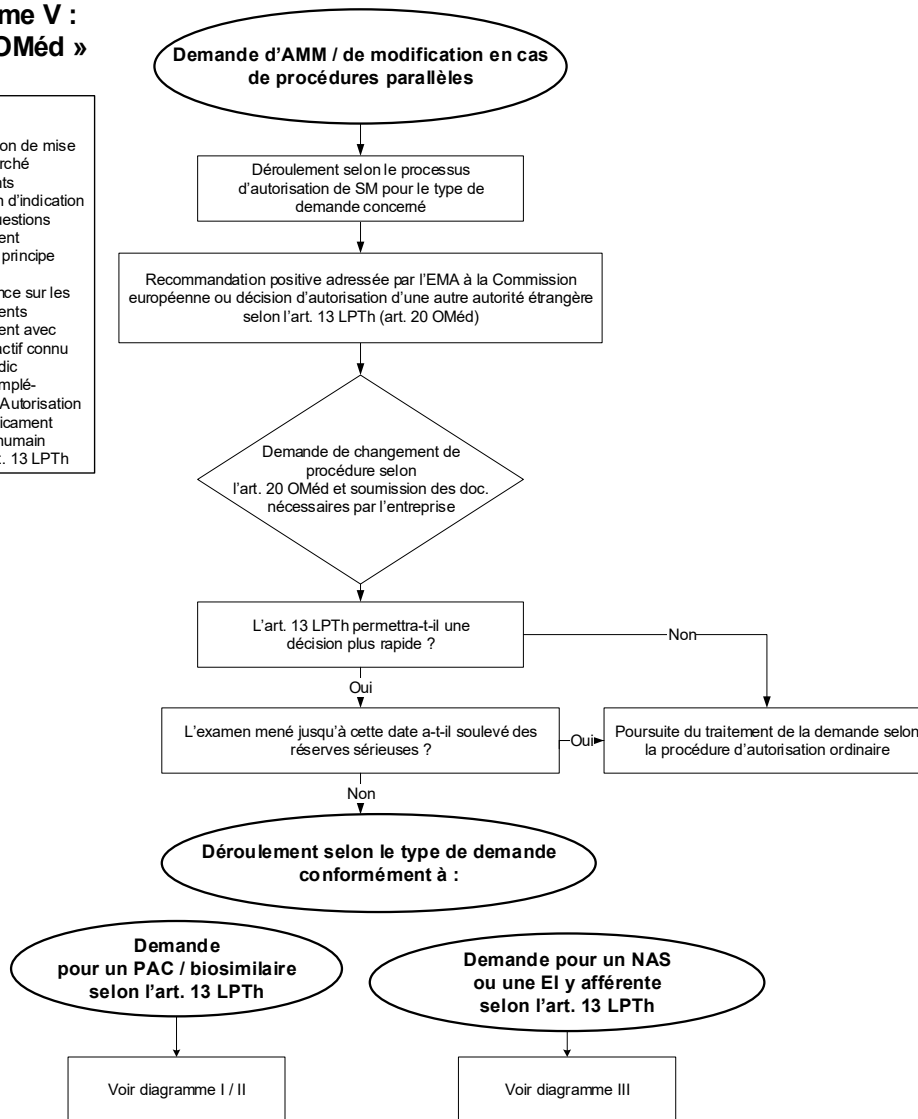 me V :
OMéd »
on de mise
rché
nts
n d'indication
uestions
ent
principe
nce sur les
ents
ent avec
actif connu
dic
mplé-
Autorisation
icament
humain
t. 13 LPTh
Demande d'AMM / de modification en cas
de procédures parallèles
Déroulement selon le processus
d'autorisation de SM pour le type de
demande concerné
Recommandation positive adressée par l'EMA à la Commission
européenne ou décision d'autorisation d'une autre autorité étrangère
selon l'art. 13 LPTh (art. 20 OMéd)
Demande de changement de
procédure selon
l'art. 20 OMéd et soumission des doc.
nécessaires par l'entreprise
L'art. 13 LPTh permettra-t-il une
décision plus rapide ?
Non
Oui
L'examen mené jusqu'à cette date a-t-il soulevé des
réserves sérieuses ?
Oui
Poursuite du traitement de la demande selon
la procédure d'autorisation ordinaire
Non
Déroulement selon le type de demande
conformément à :
Demande
pour un PAC / biosimilaire
selon l'art. 13 LPTh
Demande pour un NAS
ou une EI y afférente
selon l'art. 13 LPTh
Voir diagramme I / II
Voir diagramme III